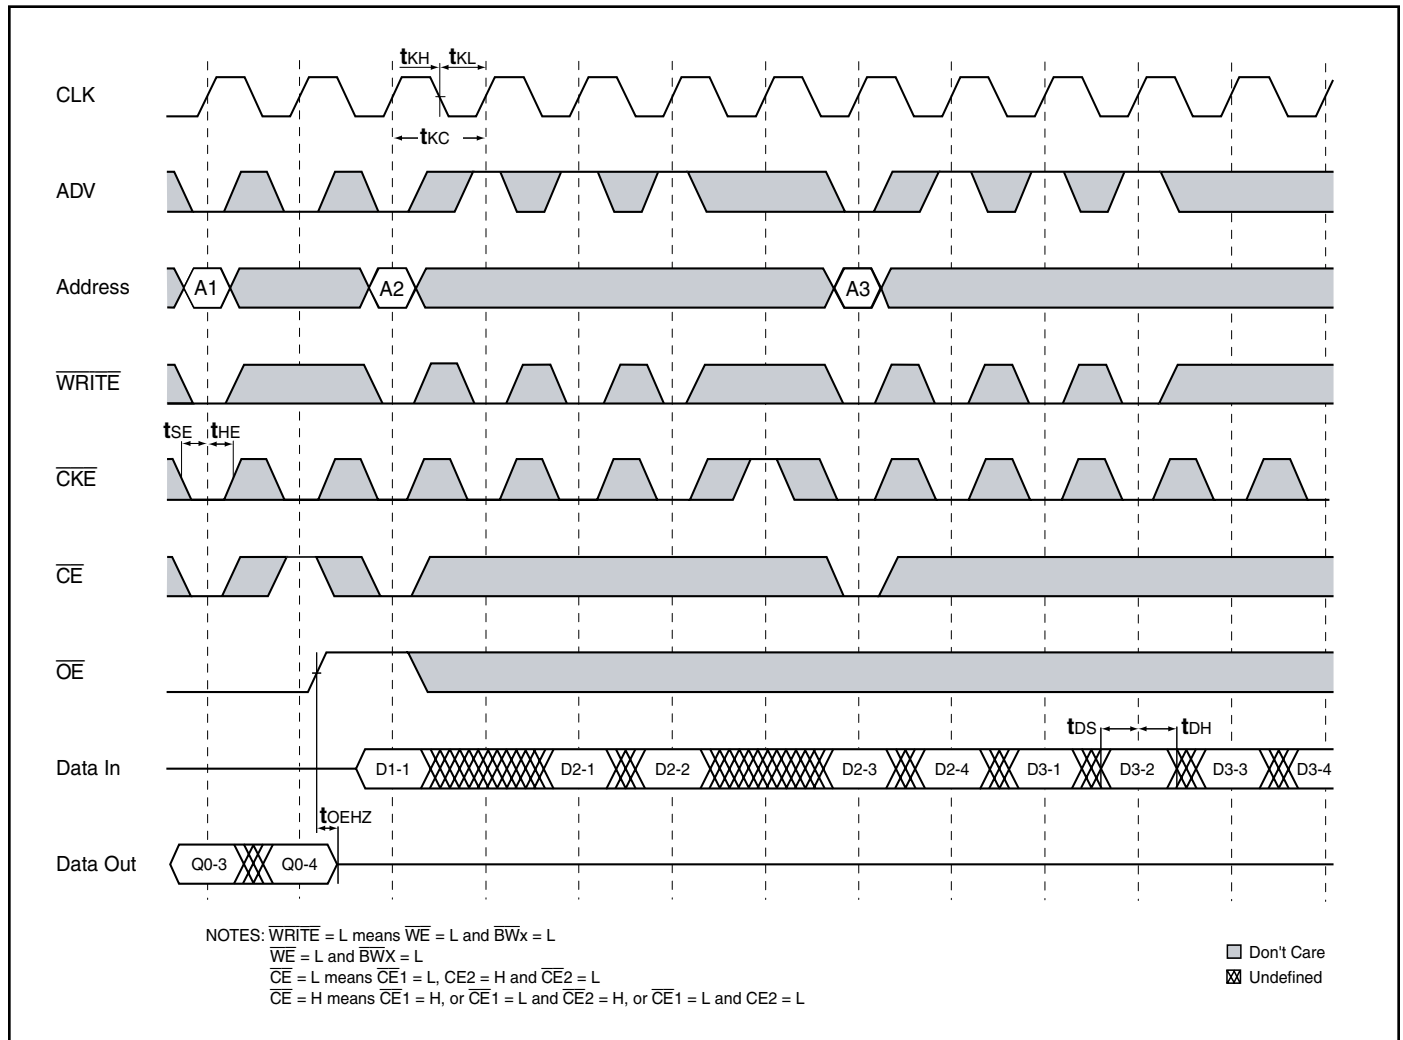 tKH tKL
CLK
tKC
ADV
Address A1 A2 A3
WRITE
tSE tHE
CKE
CE
OE
tDS tDH
Data In D1-1 D2-1 D2-2 D2-3 D2-4 D3-1 D3-2 D3-3 D3-4
tOEHZ
Data Out Q0-3 Q0-4
NOTES: WRITE = L means WE = L and BWx = L
WE = L and BWX = L
CE = L means CE1 = L, CE2 = H and CE2 = L
CE = H means CE1 = H, or CE1 = L and CE2 = H, or CE1 = L and CE2 = L
Don't Care
Undefined